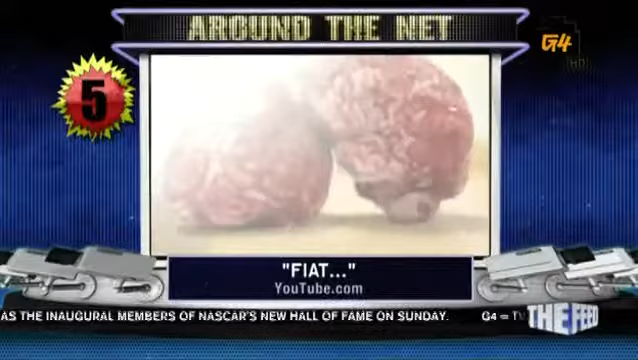 AROUND THE NET
G4
HD
5
"FIAT..."
YouTube.com
AS THE INAUGURAL MEMBERS OF NASCAR'S NEW HALL OF FAME ON SUNDAY. G4 = TV
THE FEED